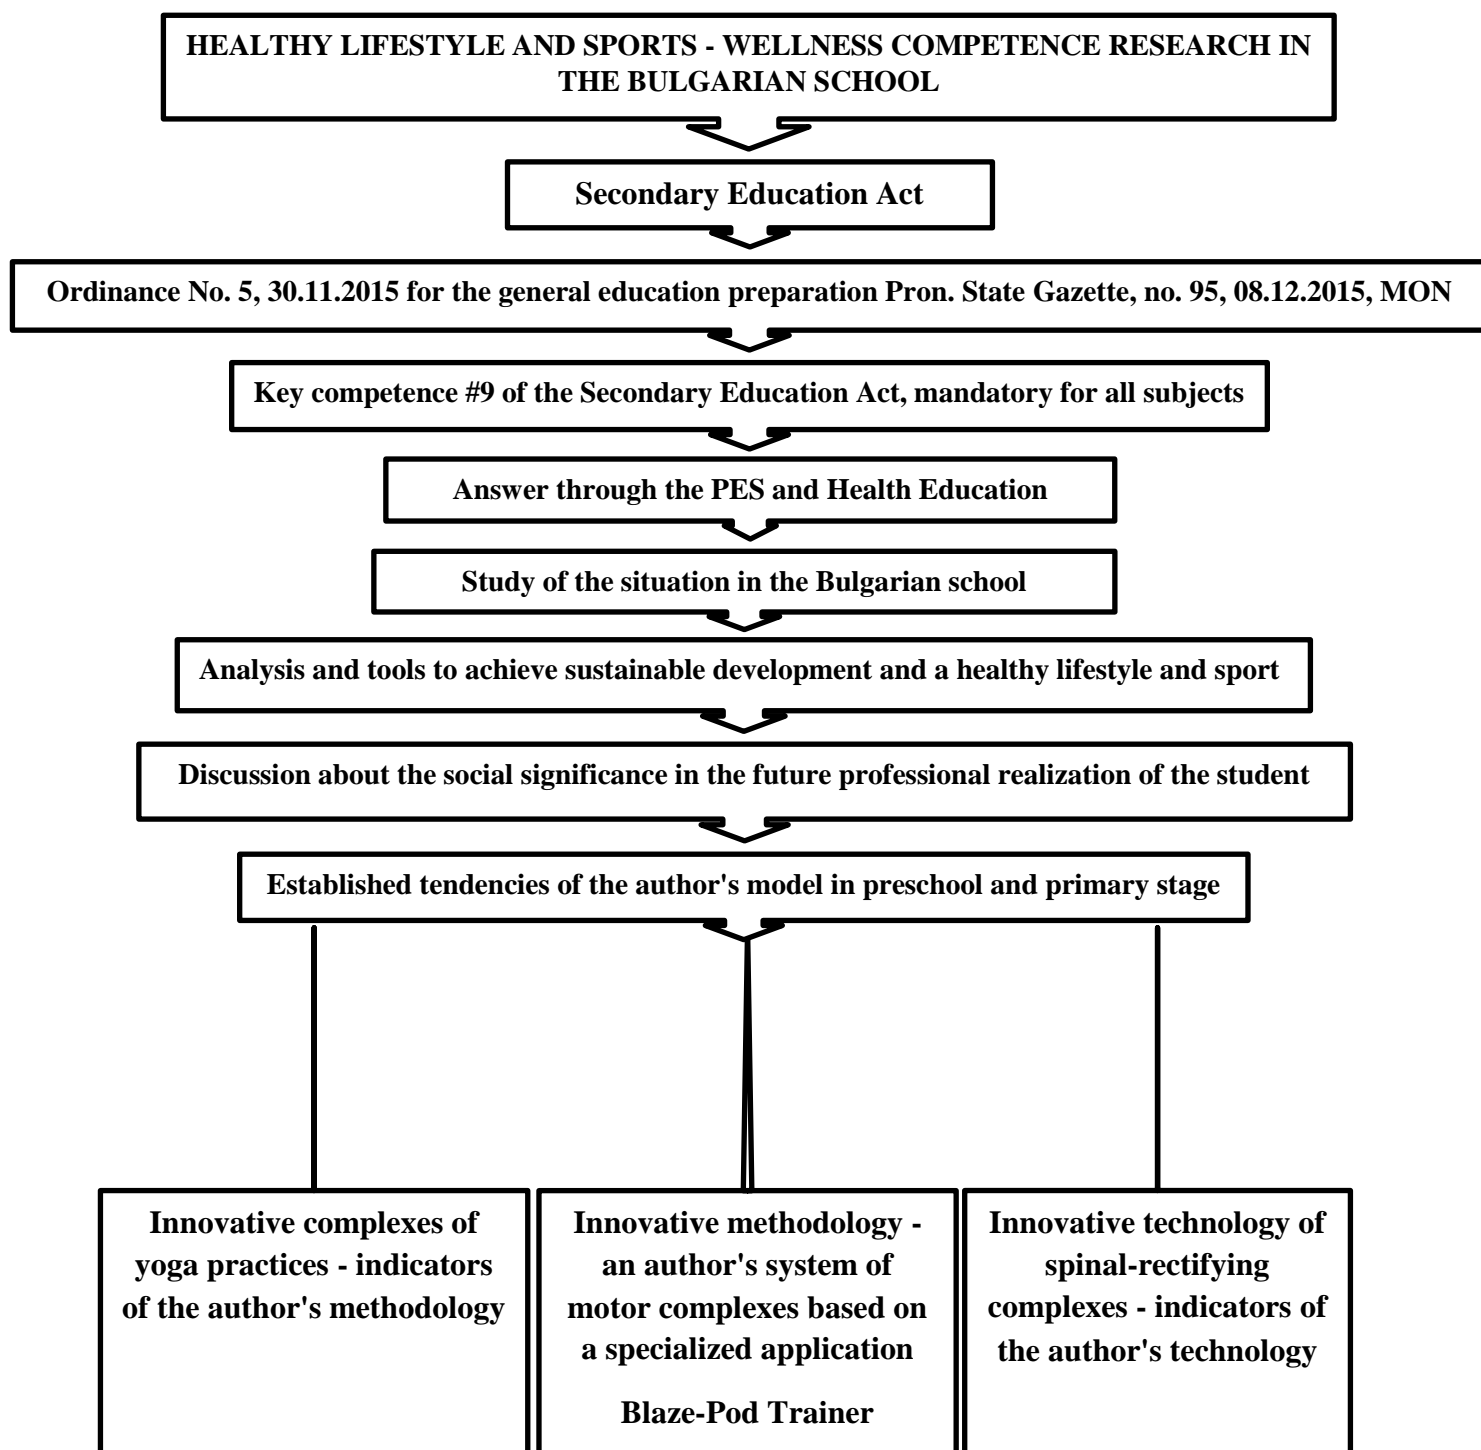 HEALTHY LIFESTYLE AND SPORTS - WELLNESS COMPETENCE RESEARCH IN
THE BULGARIAN SCHOOL
Secondary Education Act
Ordinance No. 5, 30.11.2015 for the general education preparation Pron. State Gazette, no. 95, 08.12.2015, MON
Key competence #9 of the Secondary Education Act, mandatory for all subjects
Answer through the PES and Health Education
Study of the situation in the Bulgarian school
Analysis and tools to achieve sustainable development and a healthy lifestyle and sport
Discussion about the social significance in the future professional realization of the student
Established tendencies of the author's model in preschool and primary stage
Innovative complexes of
yoga practices - indicators
of the author's methodology
Innovative methodology -
an author's system of
motor complexes based on
a specialized application
Blaze-Pod Trainer
Innovative technology of
spinal-rectifying
complexes - indicators of
the author's technology